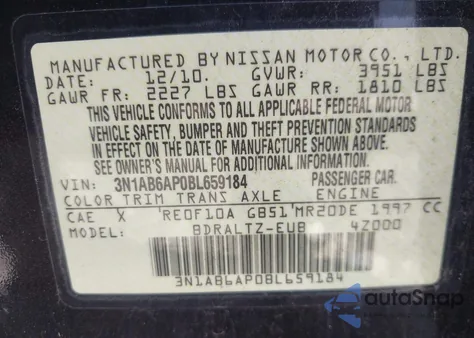 MANUFACTURED BY NISSAN MOTOR CO., LTD.
DATE: 12/10. GVWR: 3951 LBS
GAWR FR: 2227 LBS GAWR RR: 1810 LBS
THIS VEHICLE CONFORMS TO ALL APPLICABLE FEDERAL MOTOR
VEHICLE SAFETY, BUMPER AND THEFT PREVENTION STANDARDS
IN EFFECT ON THE DATE OF MANUFACTURE SHOWN ABOVE.
SEE OWNER'S MANUAL FOR ADDITIONAL INFORMATION.
VIN: 3N1AB6AP0BL659184 PASSENGER CAR
COLOR TRIM TRANS AXLE ENGINE
CAE X RE0F10A GB51 MR20DE 1997 CC
MODEL: BDRALTZ-EUB 4Z000
3N1AB6AP0BL659184
autoSnap